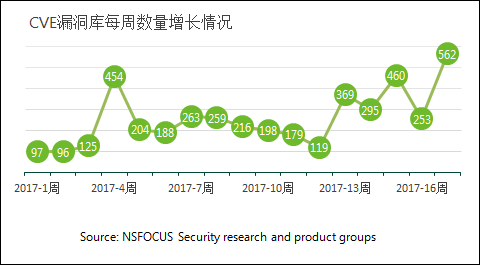 CVE漏洞库每周数量增长情况
97 96 125 454 204 188 263 259 216 198 179 119 369 295 460 253 562
2017-1周 2017-4周 2017-7周 2017-10周 2017-13周 2017-16周
Source: NSFOCUS Security research and product groups